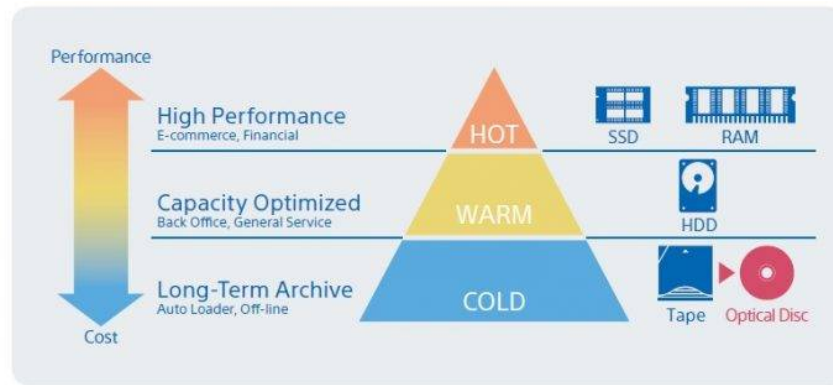 Performance
High Performance
E-commerce, Financial
HOT
SSD
RAM
Capacity Optimized
Back Office, General Service
WARM
HDD
Long-Term Archive
Auto Loader, Off-line
COLD
Tape
Optical Disc
Cost